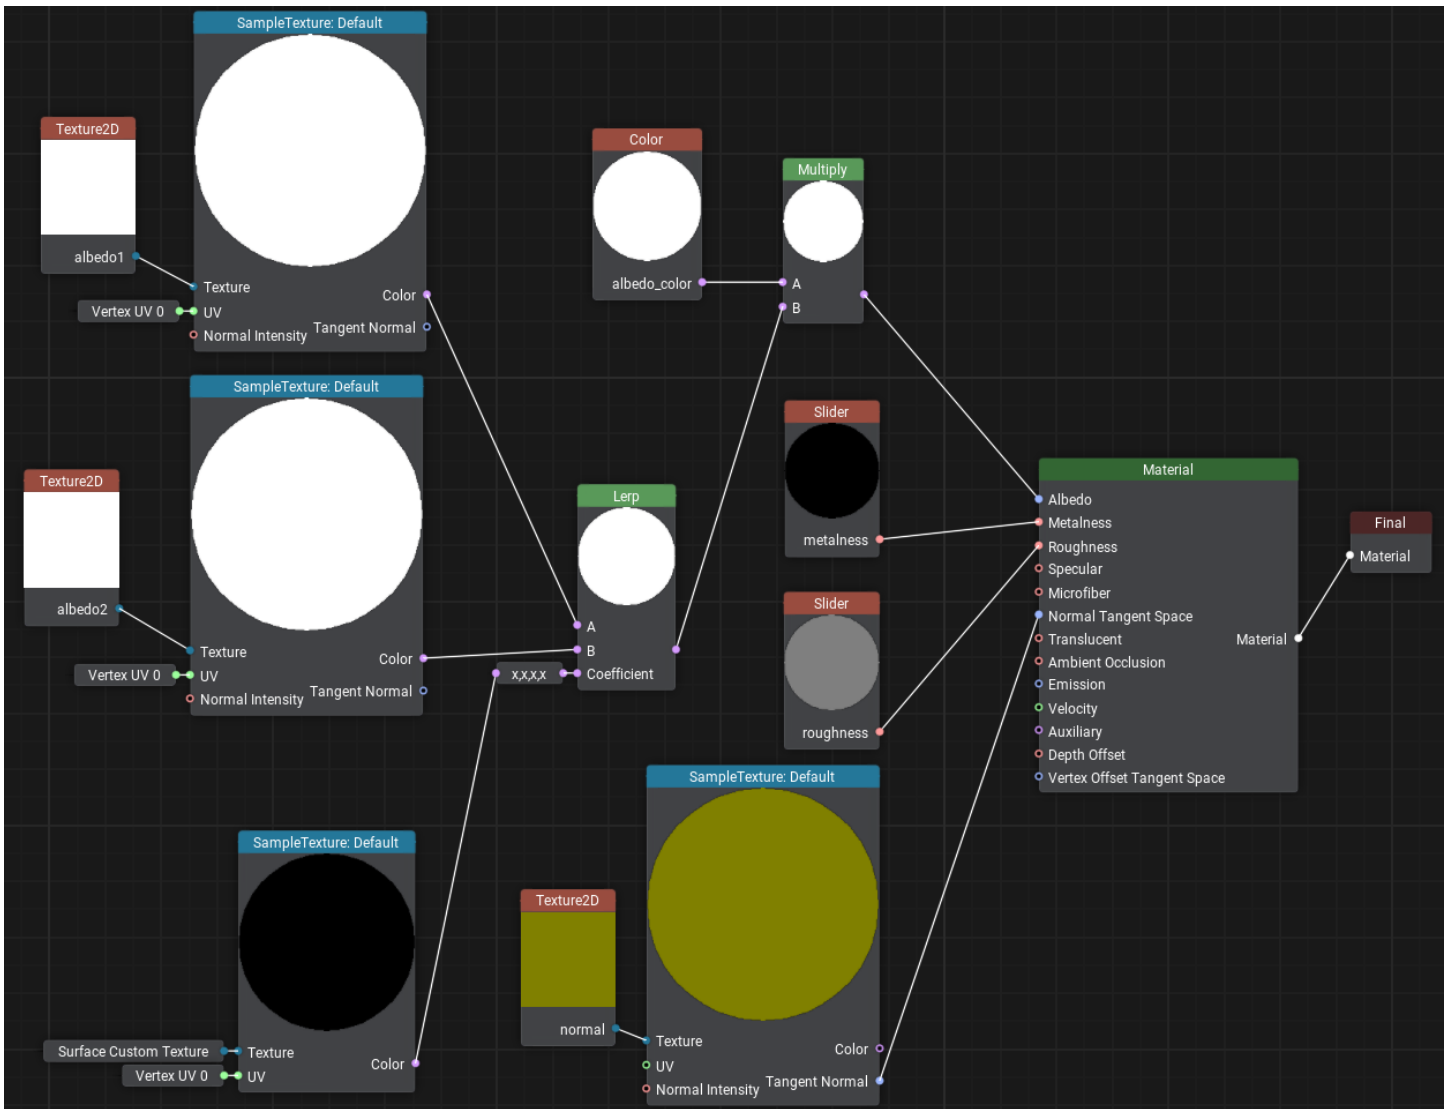 SampleTexture: Default
Texture2D
albedo1
Texture
Color
Vertex UV 0
UV
Tangent Normal
Normal Intensity
Color
albedo_color
Multiply
A
B
SampleTexture: Default
Texture2D
albedo2
Texture
Color
Vertex UV 0
UV
Tangent Normal
Normal Intensity
Lerp
A
B
x,x,x,x
Coefficient
Slider
metalness
Slider
roughness
Material
Albedo
Metalness
Roughness
Specular
Microfiber
Normal Tangent Space
Translucent
Material
Ambient Occlusion
Emission
Velocity
Auxiliary
Depth Offset
Vertex Offset Tangent Space
Final
Material
SampleTexture: Default
Surface Custom Texture
Texture
Color
Vertex UV 0
UV
Texture2D
normal
SampleTexture: Default
Texture
Color
UV
Tangent Normal
Normal Intensity